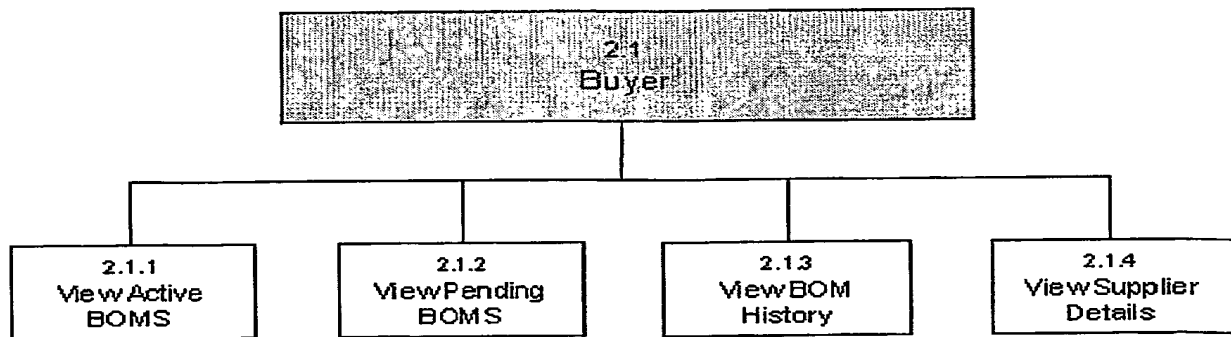 2.1
Buyer
2.1.1
View Active
BOMS
2.1.2
View Pending
BOMS
2.1.3
View BOM
History
2.1.4
View Supplier
Details